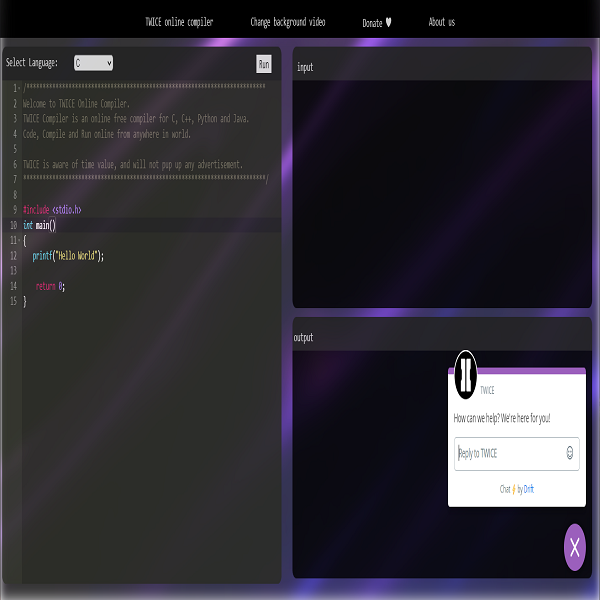 TWICE online compiler
Change background video
Donate ♥
About us
Select Language:
C
Run
1 /******************************************************************************
2 Welcome to TWICE Online Compiler.
3 TWICE Compiler is an online free compiler for C, C++, Python and Java.
4 Code, Compile and Run online from anywhere in world.
5
6 TWICE is aware of time value, and will not pup up any advertisement.
7 *******************************************************************************/
8
9 #include <stdio.h>
10 int main()
11 {
12 printf("Hello World");
13
14 return 0;
15 }
input
output
TWICE
How can we help? We're here for you!
Reply to TWICE
Chat ⚡ by Drift
X